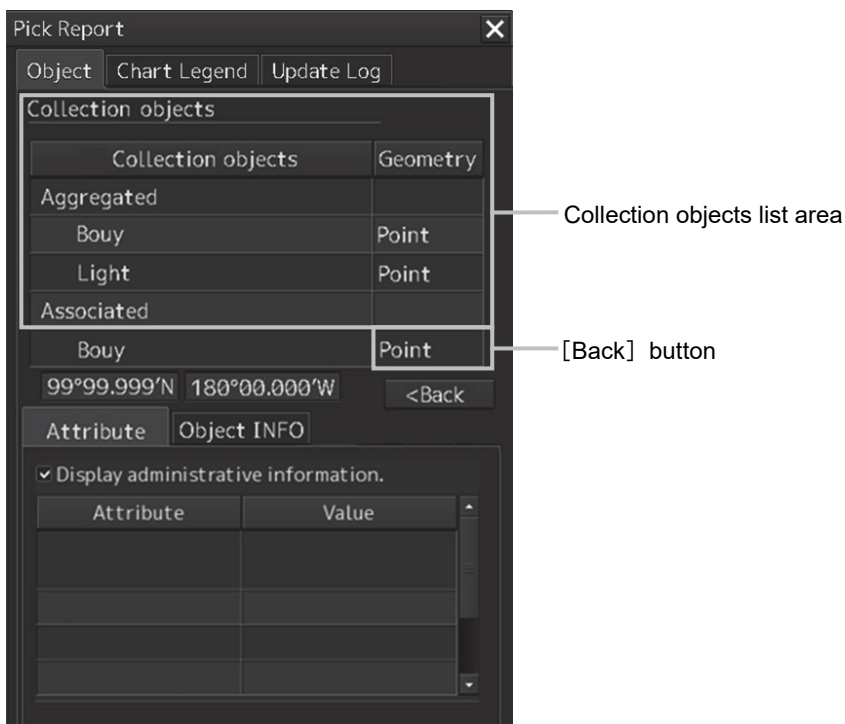 Pick Report
Object Chart Legend Update Log
Collection objects
Collection objects Geometry
Aggregated
Bouy Point
Light Point
Associated
Bouy Point
99°99.999′N 180°00.000′W <Back
Attribute Object INFO
Display administrative information.
Attribute Value
Collection objects list area
［Back］ button